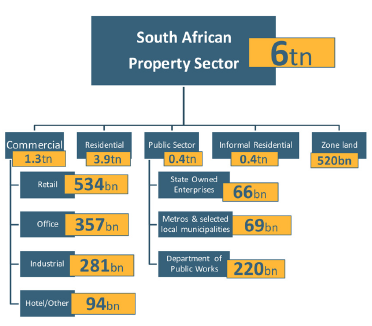 South African
Property Sector
6tn
Commercial
1.3tn
Residential
3.9tn
Public Sector
0.4tn
Informal Residential
0.4tn
Zone land
520bn
Retail
534bn
Office
357bn
Industrial
281bn
Hotel/Other
94bn
State Owned
Enterprises
66bn
Metros & selected
local municipalities
69bn
Department of
Public Works
220bn